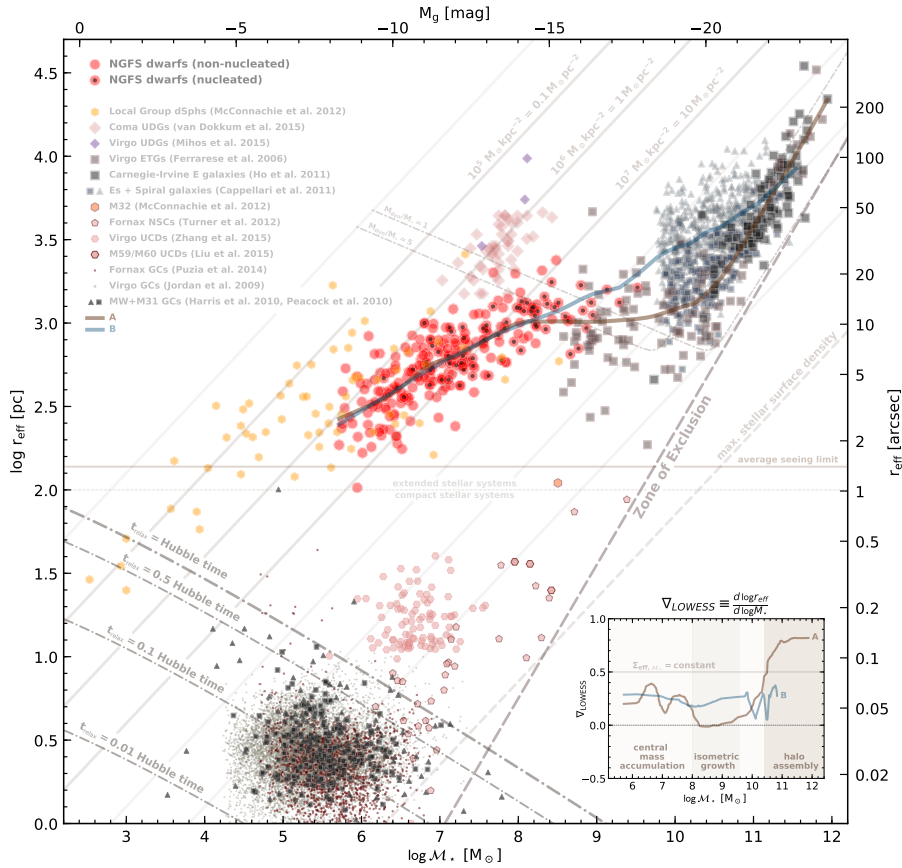 M_g [mag]
0 −5 −10 −15 −20
NGFS dwarfs (non-nucleated)
NGFS dwarfs (nucleated)
Local Group dSphs (McConnachie et al. 2012)
Coma UDGs (van Dokkum et al. 2015)
Virgo UDGs (Mihos et al. 2015)
Virgo ETGs (Ferrarese et al. 2006)
Carnegie-Irvine E galaxies (Ho et al. 2011)
Es + Spiral galaxies (Cappellari et al. 2011)
M32 (McConnachie et al. 2012)
Fornax NSCs (Turner et al. 2012)
Virgo UCDs (Zhang et al. 2015)
M59/M60 UCDs (Liu et al. 2015)
Fornax GCs (Puzia et al. 2014)
Virgo GCs (Jordan et al. 2009)
MW+M31 GCs (Harris et al. 2010, Peacock et al. 2010)
A
B
10⁵ M⊙ kpc⁻² = 0.1 M⊙ pc⁻²
10⁶ M⊙ kpc⁻² = 1 M⊙ pc⁻²
10⁷ M⊙ kpc⁻² = 10 M⊙ pc⁻²
= 1
= 5
Zone of Exclusion
max. stellar surface density
average seeing limit
extended stellar systems
compact stellar systems
t_relax = Hubble time
t_relax = 0.5 Hubble time
t_relax = 0.1 Hubble time
t_relax = 0.01 Hubble time
log r_eff [pc]
4.5
4.0
3.5
3.0
2.5
2.0
1.5
1.0
0.5
0.0
r_eff [arcsec]
200
100
50
20
10
5
2
1
0.5
0.2
0.1
0.05
0.02
∇_LOWESS ≡ d log r_eff / d log M⋆
1.0
0.5
0.0
−0.5
∇_LOWESS
A
B
Σ_eff, M⋆ = constant
central
mass
accumulation
isometric
growth
halo
assembly
6 7 8 9 10 11 12
log M⋆ [M⊙]
3 4 5 6 7 8 9 10 11 12
log M⋆ [M⊙]